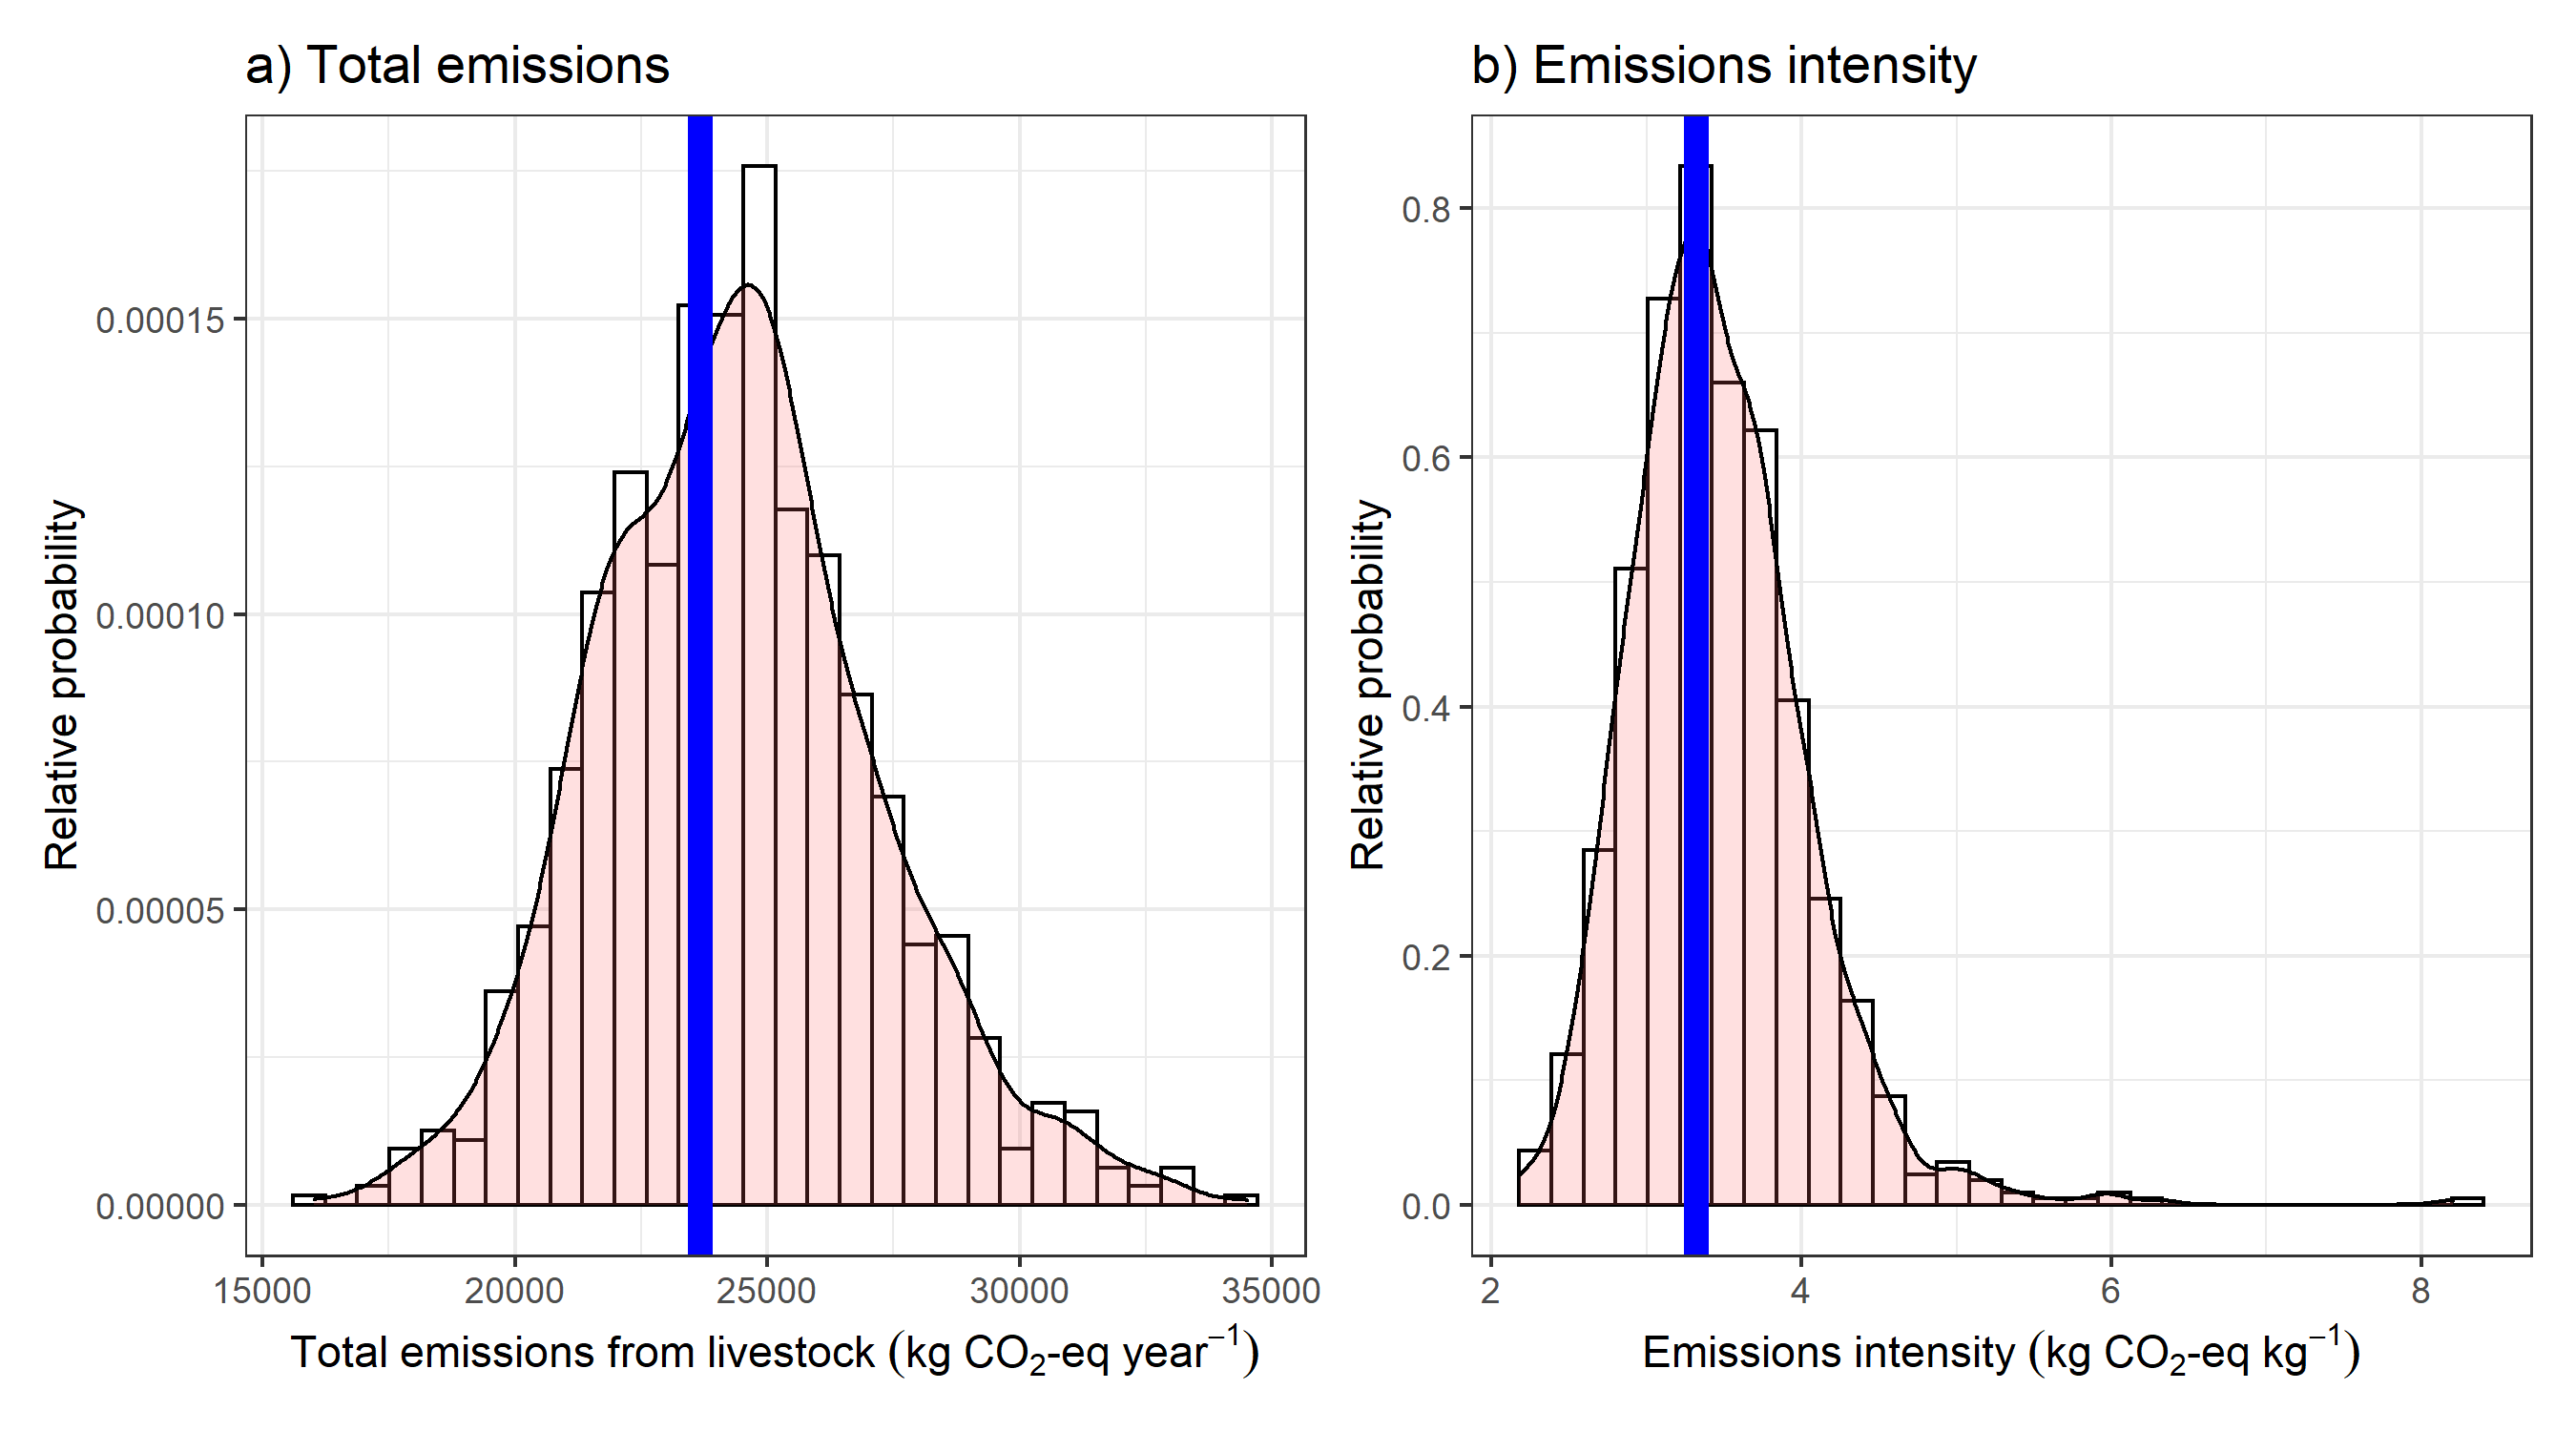 a) Total emissions
Relative probability
0.00015
0.00010
0.00005
0.00000
15000 20000 25000 30000 35000
Total emissions from livestock (kg CO₂-eq year⁻¹)
b) Emissions intensity
Relative probability
0.8
0.6
0.4
0.2
0.0
2 4 6 8
Emissions intensity (kg CO₂-eq kg⁻¹)